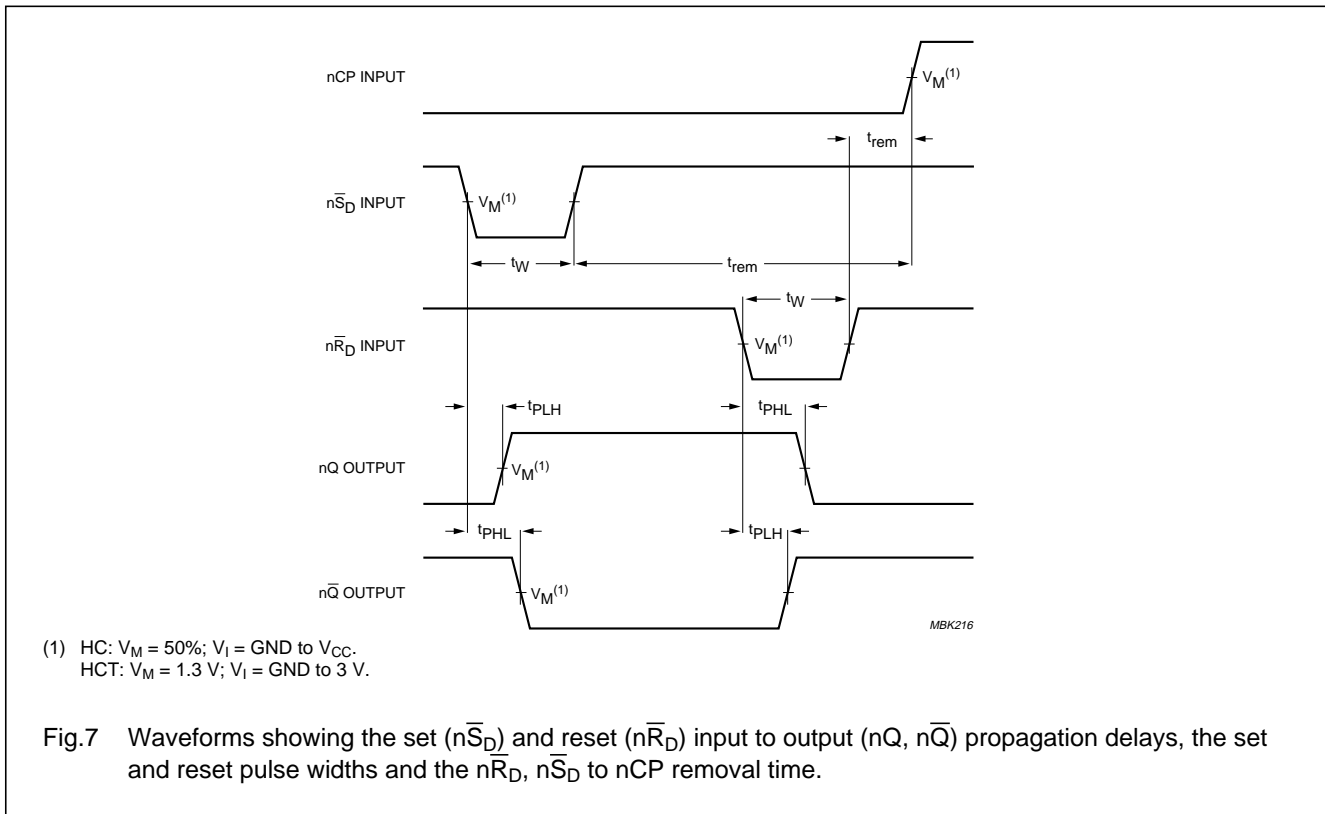 nCP INPUT
V_M^(1)
t_rem
nS̅_D INPUT
V_M^(1)
t_W
t_rem
t_W
nR̅_D INPUT
V_M^(1)
t_PLH
t_PHL
nQ OUTPUT
V_M^(1)
t_PHL
t_PLH
nQ̅ OUTPUT
V_M^(1)
MBK216
(1) HC: V_M = 50%; V_I = GND to V_CC.
HCT: V_M = 1.3 V; V_I = GND to 3 V.
Fig.7 Waveforms showing the set (nS̅_D) and reset (nR̅_D) input to output (nQ, nQ̅) propagation delays, the set
and reset pulse widths and the nR̅_D, nS̅_D to nCP removal time.